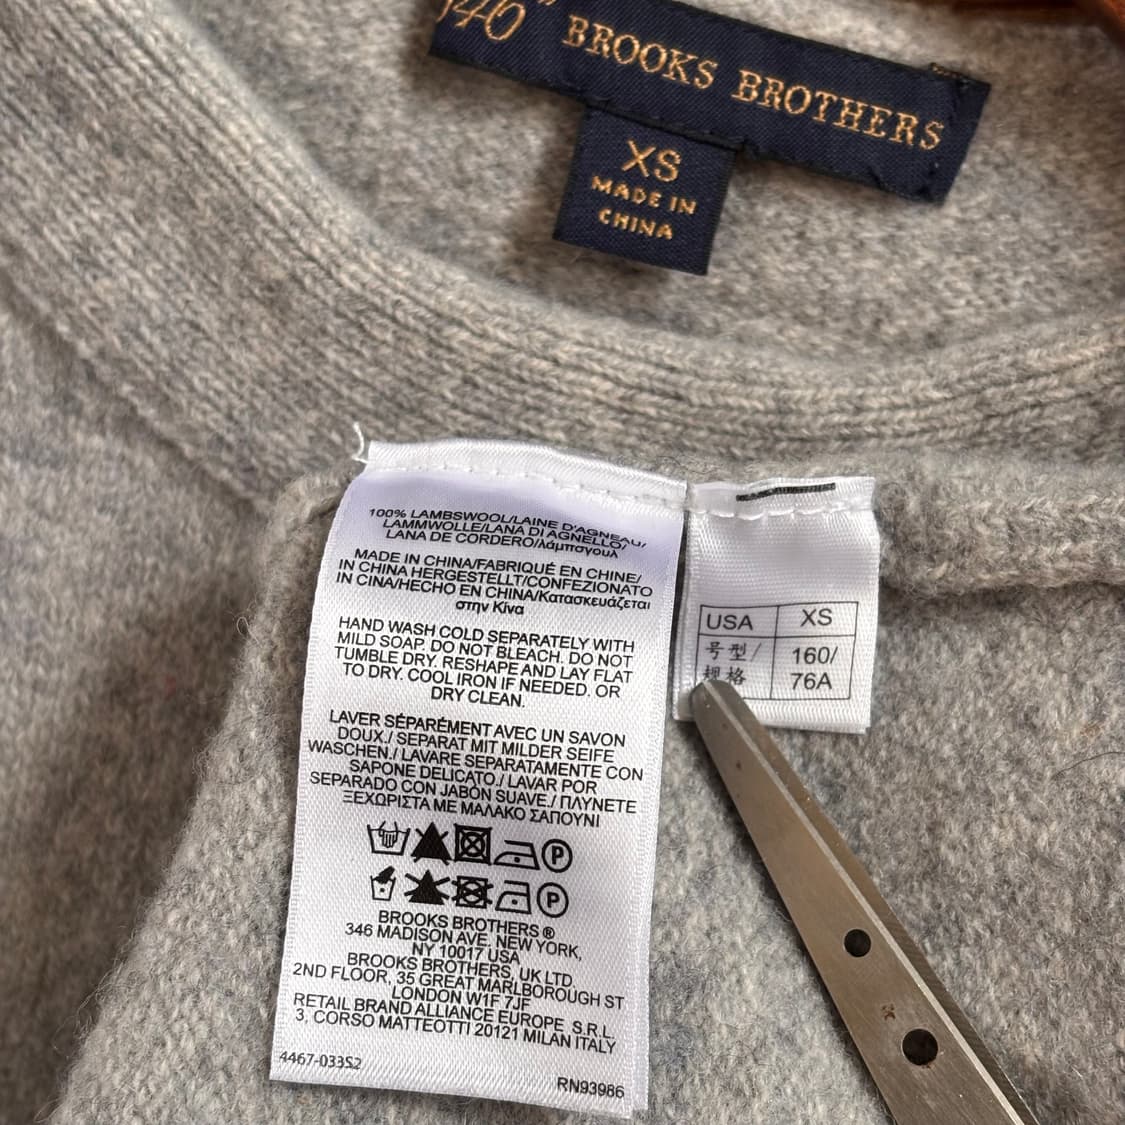 346" BROOKS BROTHERS
XS
MADE IN
CHINA
100% LAMBSWOOL/LAINE D'AGNEAU/
LAMMWOLLE/LANA DI AGNELLO/
LANA DE CORDERO/λάμπαγουλ
MADE IN CHINA/FABRIQUÉ EN CHINE/
IN CHINA HERGESTELLT/CONFEZIONATO
IN CINA/HECHO EN CHINA/Κατασκευάζεται
στην Κίνα
HAND WASH COLD SEPARATELY WITH
MILD SOAP. DO NOT BLEACH. DO NOT
TUMBLE DRY. RESHAPE AND LAY FLAT
TO DRY. COOL IRON IF NEEDED. OR
DRY CLEAN.
LAVER SÉPARÉMENT AVEC UN SAVON
DOUX./ SEPARAT MIT MILDER SEIFE
WASCHEN./ LAVARE SEPARATAMENTE CON
SAPONE DELICATO./ LAVAR POR
SEPARADO CON JABÓN SUAVE./ ΠΛΥΝΕΤΕ
ΞΕΧΩΡΙΣΤΑ ΜΕ ΜΑΛΑΚΟ ΣΑΠΟΥΝΙ
P
P
BROOKS BROTHERS ®
346 MADISON AVE, NEW YORK,
NY 10017 USA
BROOKS BROTHERS, UK LTD.
2ND FLOOR, 35 GREAT MARLBOROUGH ST
LONDON W1F 7JF
RETAIL BRAND ALLIANCE EUROPE S.R.L.
3, CORSO MATTEOTTI 20121 MILAN ITALY
4467-033S2
RN93986
USA XS
号型/ 160/
规格 76A